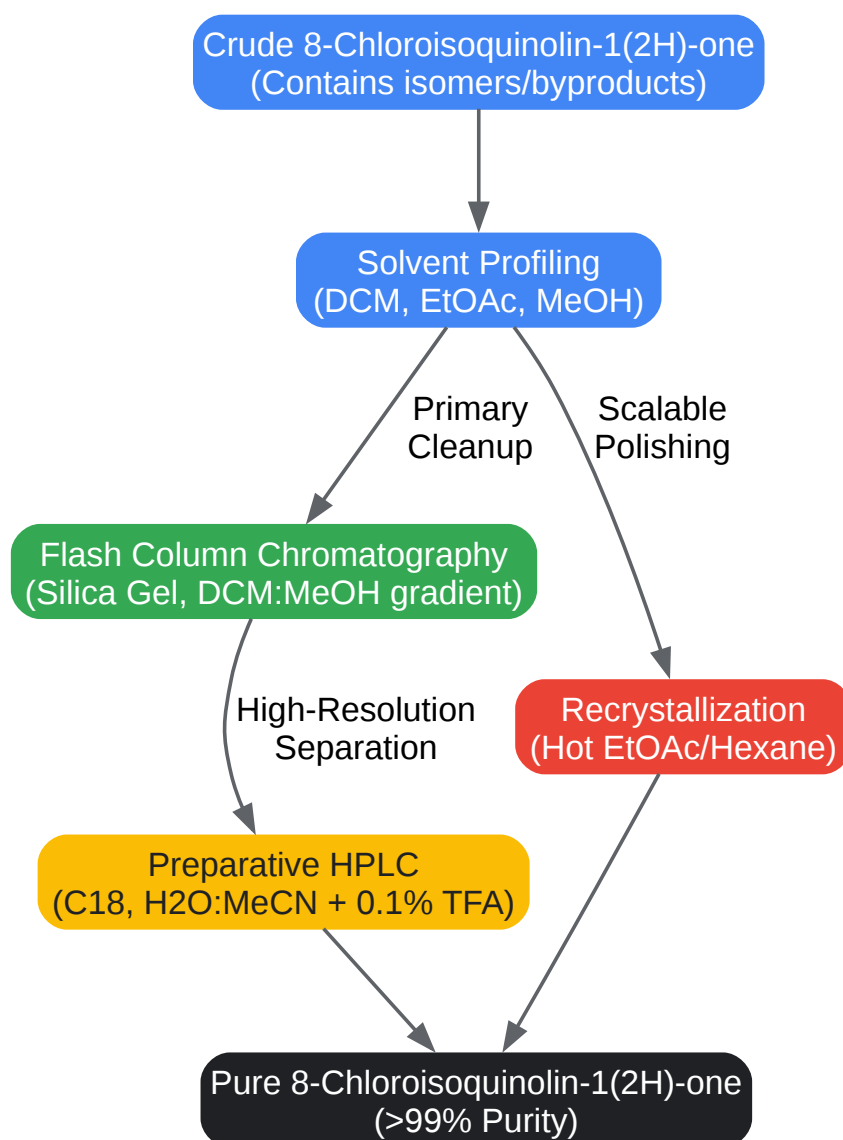 Crude 8-Chloroisoquinolin-1(2H)-one
(Contains isomers/byproducts)
Solvent Profiling
(DCM, EtOAc, MeOH)
Primary
Cleanup
Scalable
Polishing
Flash Column Chromatography
(Silica Gel, DCM:MeOH gradient)
High-Resolution
Separation
Recrystallization
(Hot EtOAc/Hexane)
Preparative HPLC
(C18, H2O:MeCN + 0.1% TFA)
Pure 8-Chloroisoquinolin-1(2H)-one
(>99% Purity)